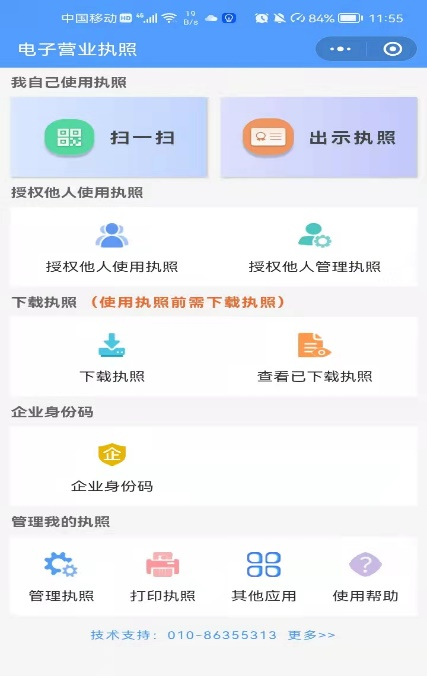 中国移动 HD 4G 19 B/s 84% 11:55
电子营业执照
我自己使用执照
扫一扫 出示执照
授权他人使用执照
授权他人使用执照 授权他人管理执照
下载执照 （使用执照前需下载执照）
下载执照 查看已下载执照
企业身份码
企
企业身份码
管理我的执照
管理执照 打印执照 其他应用 使用帮助
技术支持：010-86355313 更多>>